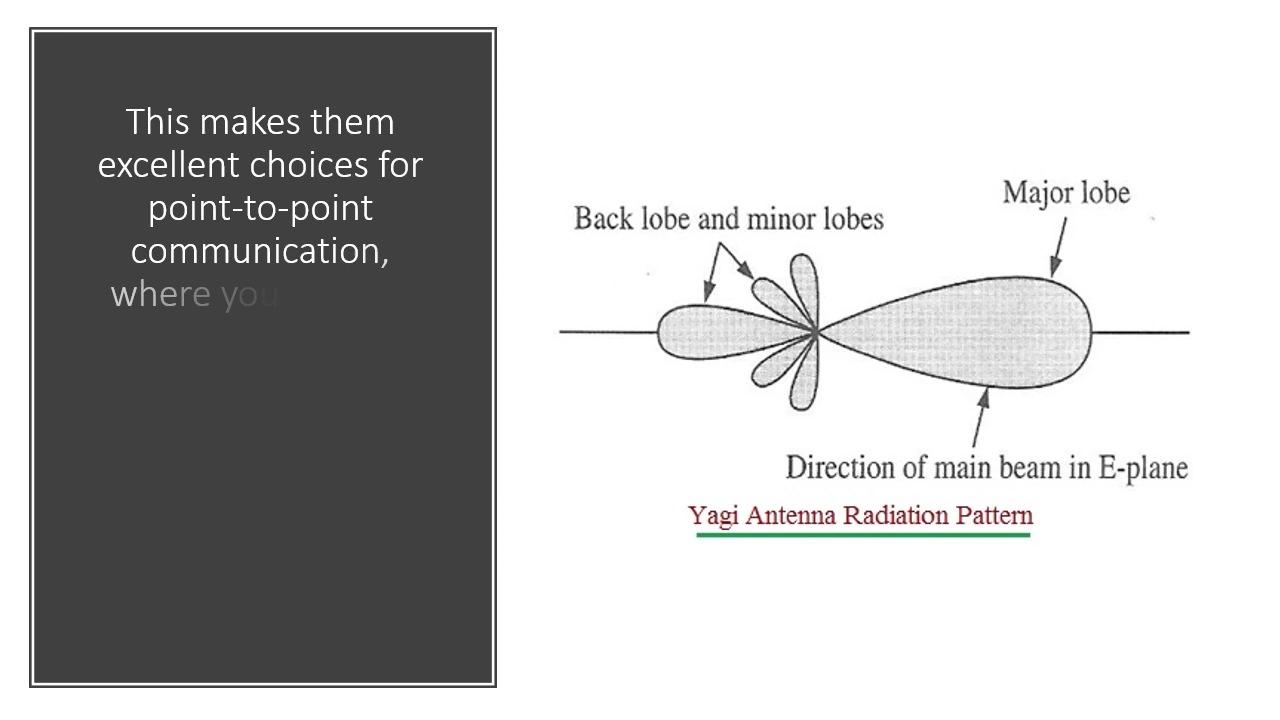 This makes them
excellent choices for
point-to-point
communication,
where you
Back lobe and minor lobes
Major lobe
Direction of main beam in E-plane
Yagi Antenna Radiation Pattern